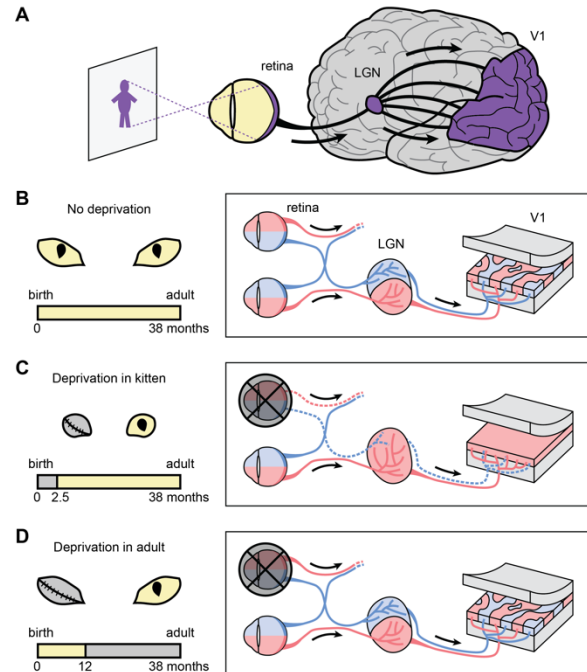 A
V1
retina
LGN
B
No deprivation
birth adult
0 38 months
retina
V1
LGN
C
Deprivation in kitten
birth adult
0 2.5 38 months
D
Deprivation in adult
birth adult
0 12 38 months